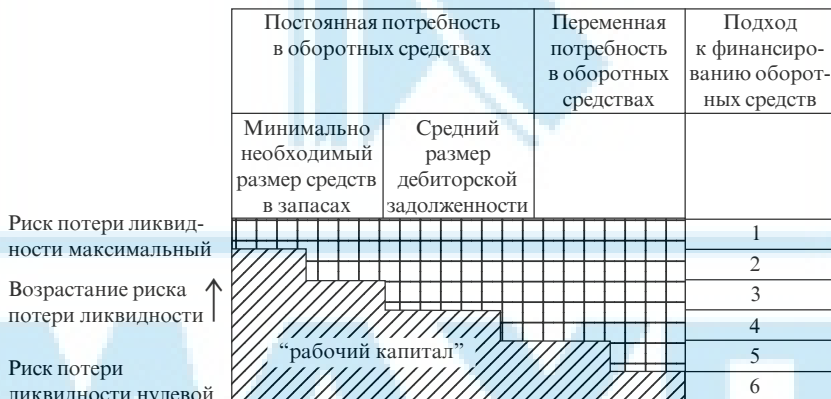 Постоянная потребность
в оборотных средствах
Переменная
потребность
в оборотных
средствах
Подход
к финансиро-
ванию оборот-
ных средств
Минимально
необходимый
размер средств
в запасах
Средний
размер
дебиторской
задолженности
Риск потери ликвид-
ности максимальный
Возрастание риска
потери ликвидности
Риск потери
ликвидности нулевой
“рабочий капитал”
1
2
3
4
5
6